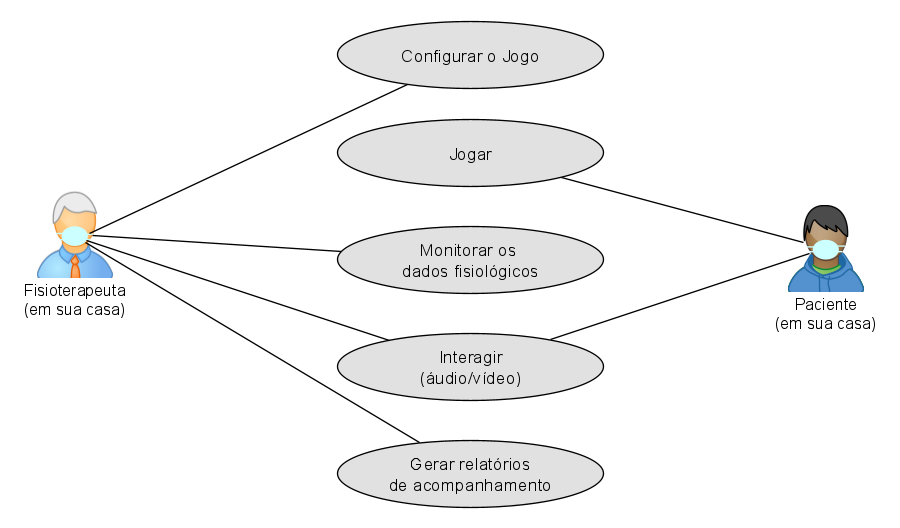 Configurar o Jogo
Jogar
Monitorar os
dados fisiológicos
Fisioterapeuta
(em sua casa)
Paciente
(em sua casa)
Interagir
(áudio/vídeo)
Gerar relatórios
de acompanhamento